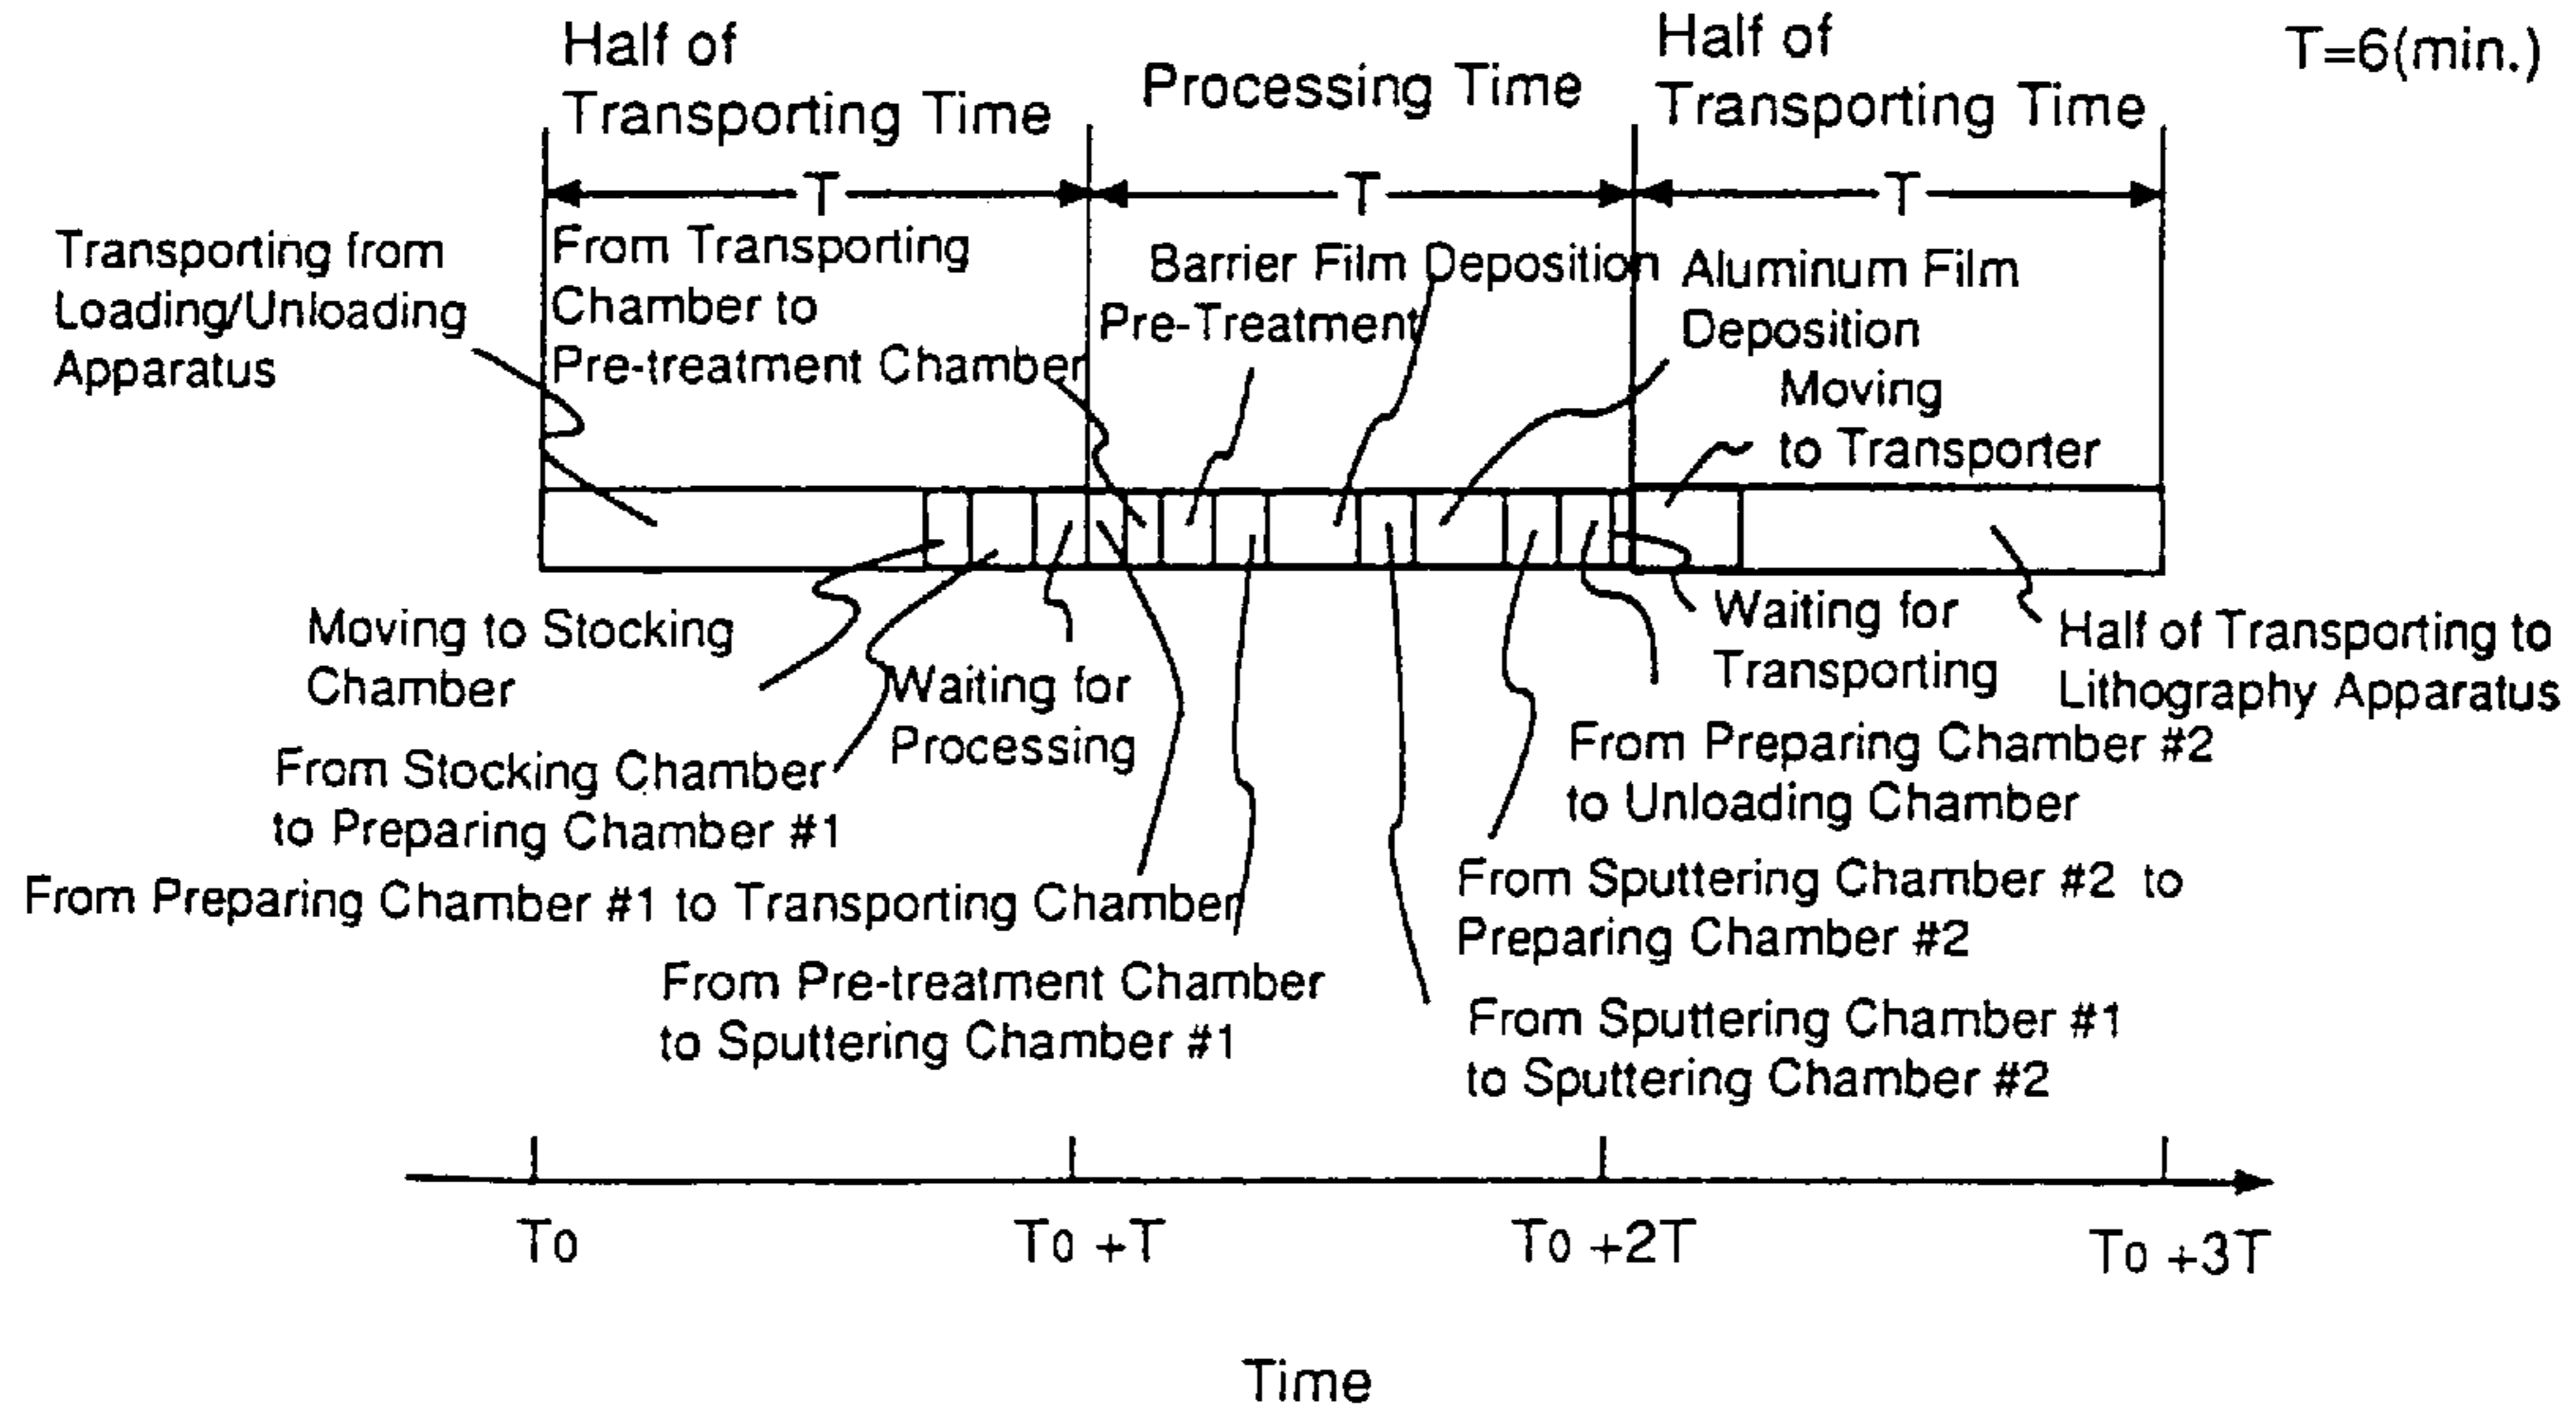 Half of
Transporting Time
Processing Time
Half of
Transporting Time
T=6(min.)
T
T
T
Transporting from
Loading/Unloading
Apparatus
From Transporting
Chamber to
Pre-treatment Chamber
Barrier Film Deposition
Pre-Treatment
Aluminum Film
Deposition
Moving
to Transporter
Moving to Stocking
Chamber
Waiting for
Processing
Waiting for
Transporting
Half of Transporting to
Lithography Apparatus
From Stocking Chamber
to Preparing Chamber #1
From Preparing Chamber #2
to Unloading Chamber
From Preparing Chamber #1 to Transporting Chamber
From Sputtering Chamber #2 to
Preparing Chamber #2
From Pre-treatment Chamber
to Sputtering Chamber #1
From Sputtering Chamber #1
to Sputtering Chamber #2
To
To +T
To +2T
To +3T
Time